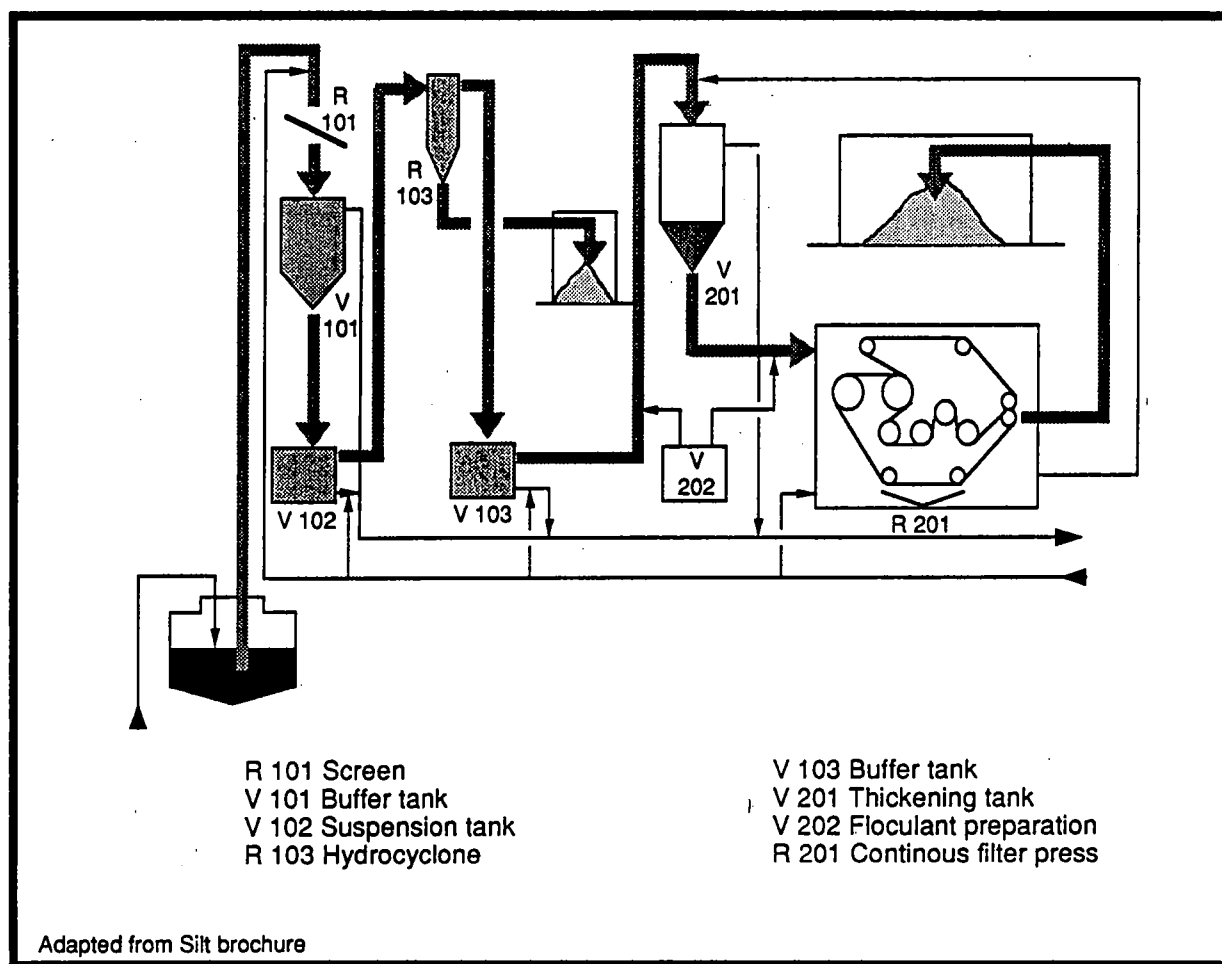 R
101
R
103
V
101
V
201
V
202
V 102
V 103
R 201
R 101 Screen
V 101 Buffer tank
V 102 Suspension tank
R 103 Hydrocyclone
V 103 Buffer tank
V 201 Thickening tank
V 202 Floculant preparation
R 201 Continous filter press
Adapted from Silt brochure